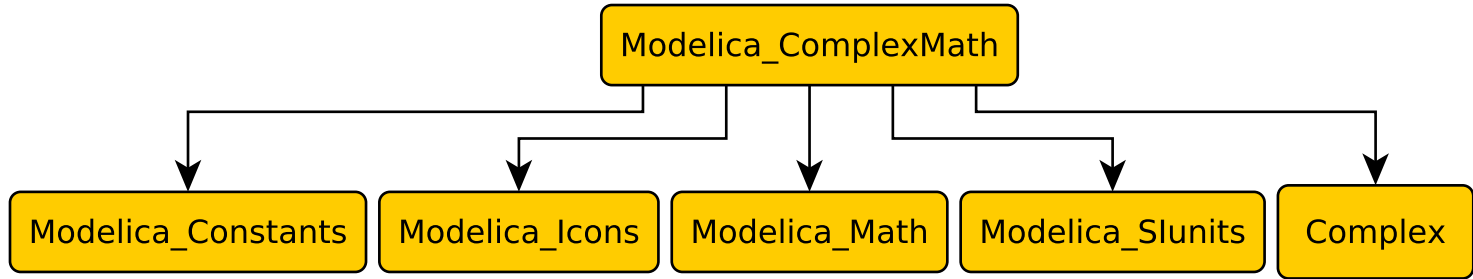 Modelica_ComplexMath
Modelica_Constants
Modelica_Icons
Modelica_Math
Modelica_SIunits
Complex